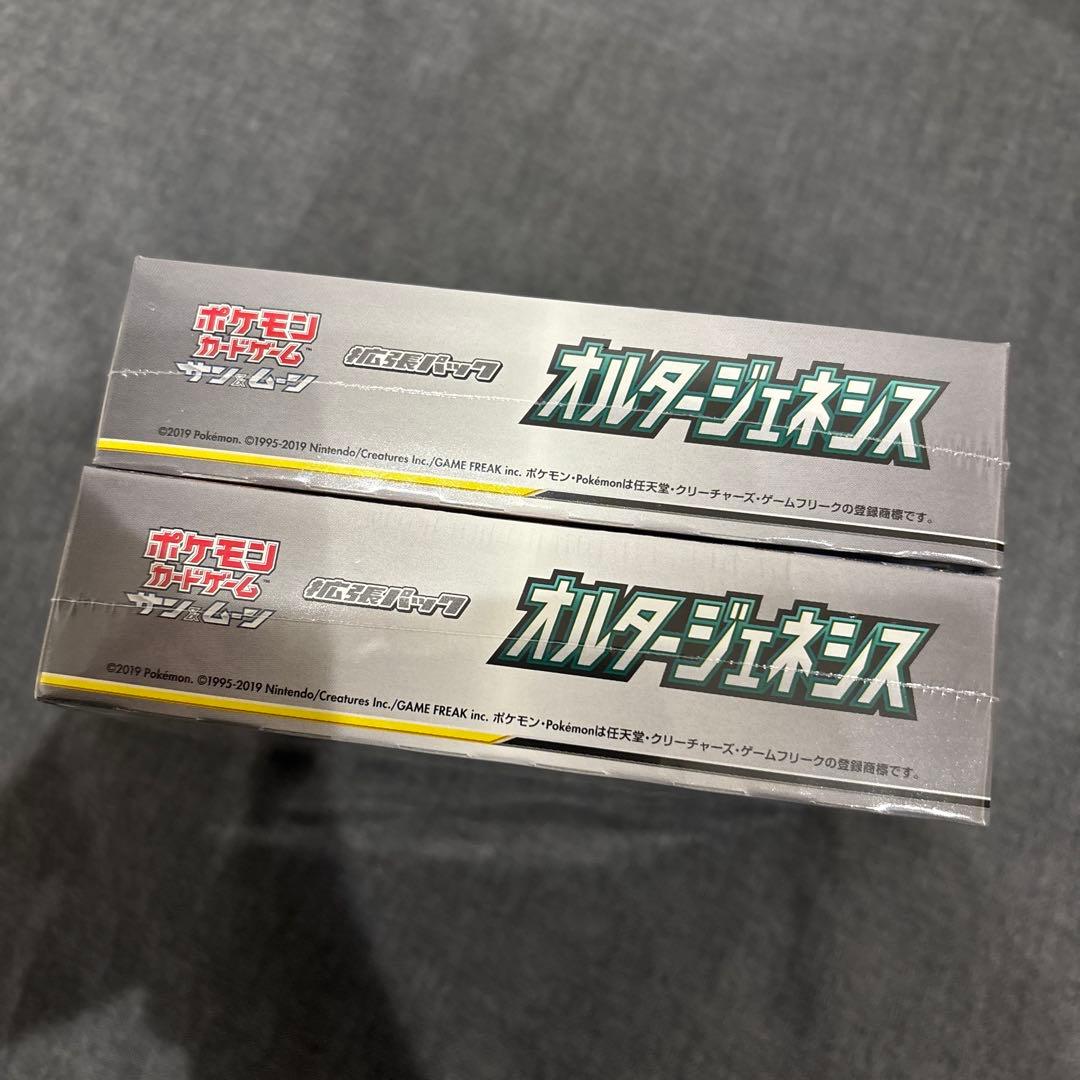 ポケモン
カードゲーム™
サン&ムーン
拡張パック
オルタージェネシス
©2019 Pokémon. ©1995-2019 Nintendo/Creatures Inc./GAME FREAK inc. ポケモン・Pokémonは任天堂・クリーチャーズ・ゲームフリークの登録商標です。
ポケモン
カードゲーム™
サン&ムーン
拡張パック
オルタージェネシス
©2019 Pokémon. ©1995-2019 Nintendo/Creatures Inc./GAME FREAK inc. ポケモン・Pokémonは任天堂・クリーチャーズ・ゲームフリークの登録商標です。